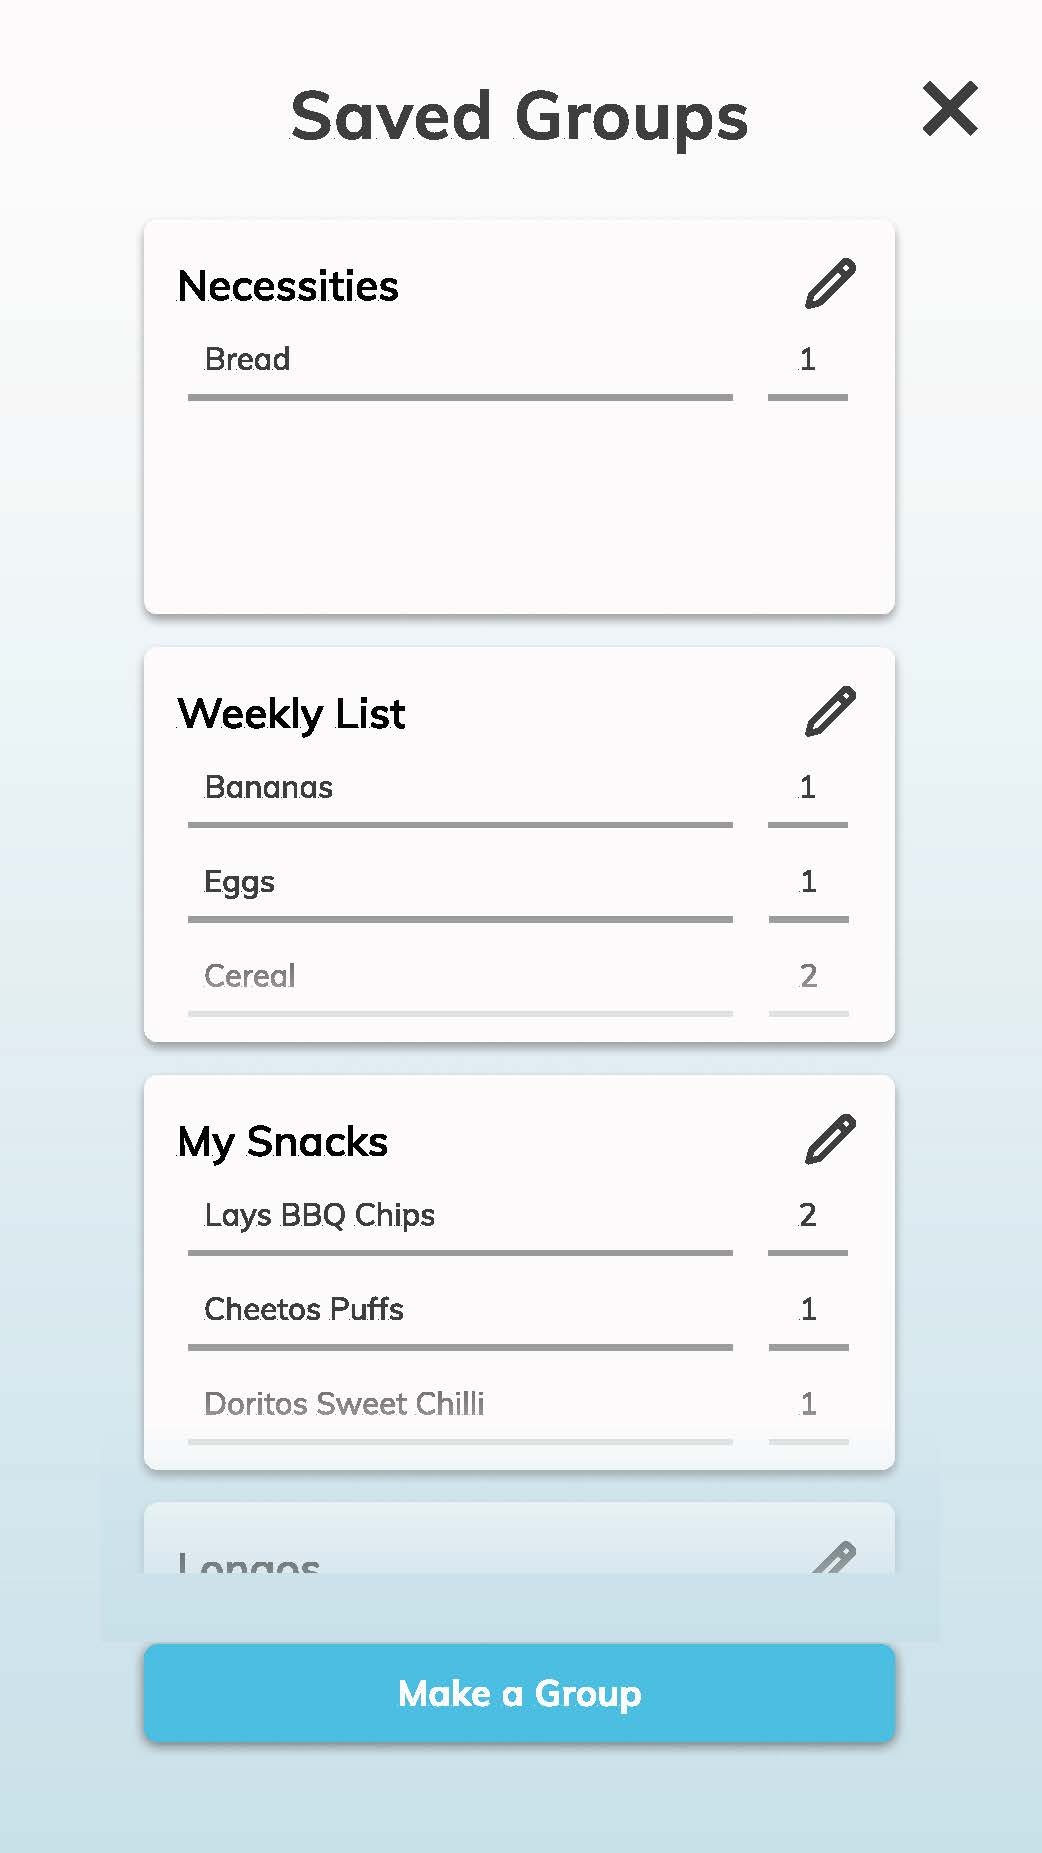 Saved Groups
Necessities
Bread 1
Weekly List
Bananas 1
Eggs 1
Cereal 2
My Snacks
Lays BBQ Chips 2
Cheetos Puffs 1
Doritos Sweet Chilli 1
Longos
Make a Group